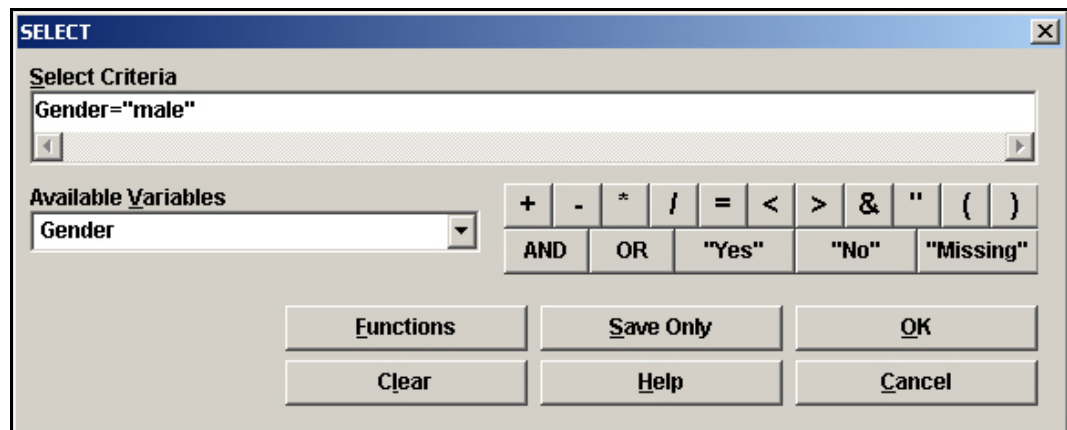 SELECT
Select Criteria
Gender="male"
Available Variables
Gender
+ - * / = < > & " ( )
AND OR "Yes" "No" "Missing"
Functions Save Only OK
Clear Help Cancel